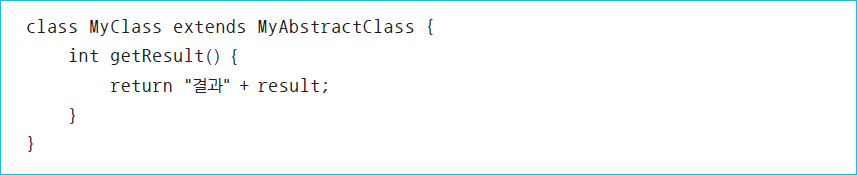 class MyClass extends MyAbstractClass {
    int getResult() {
        return "결과" + result;
    }
}